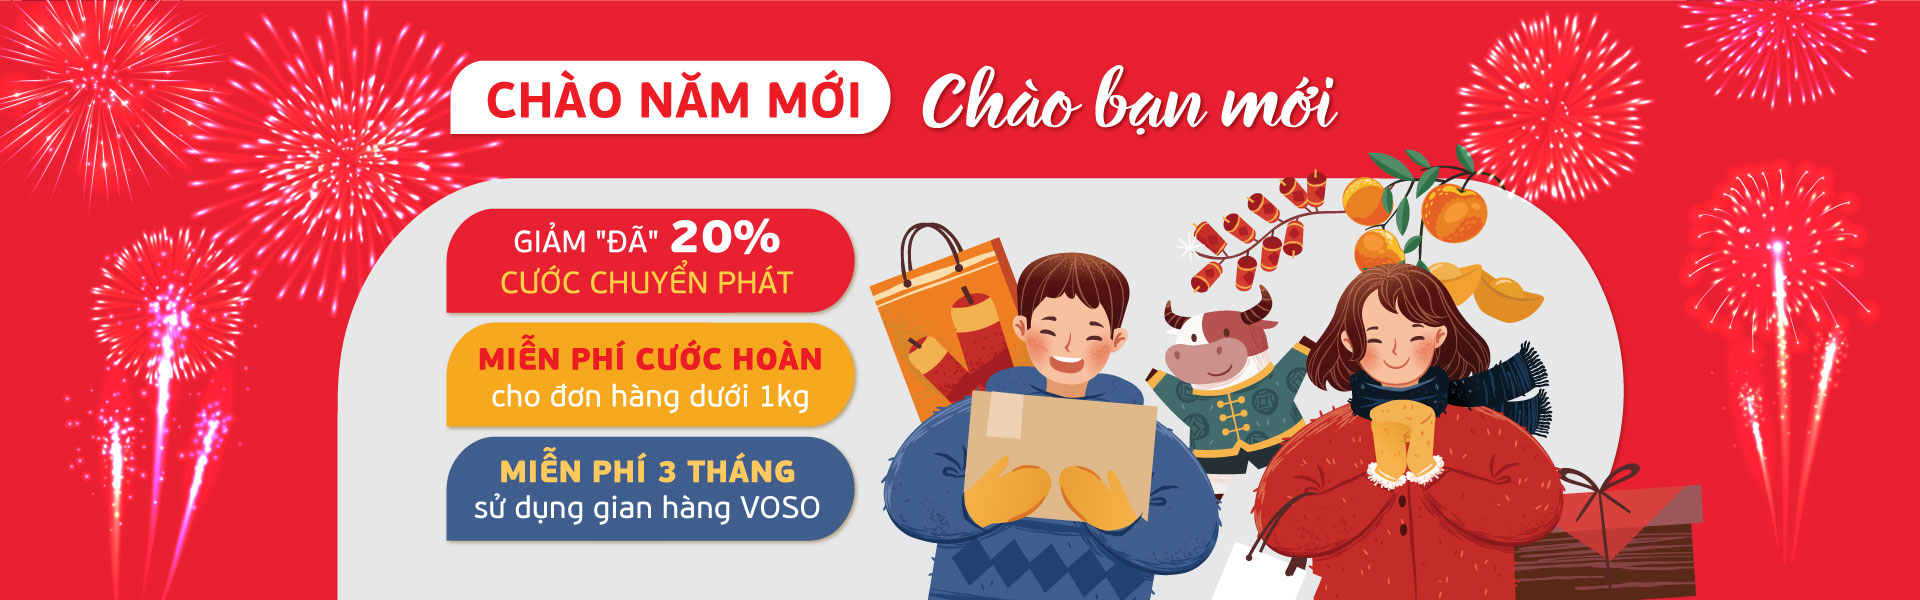 CHÀO NĂM MỚI Chào bạn mới
GIẢM "ĐÃ" 20%
CƯỚC CHUYỂN PHÁT
MIỄN PHÍ CƯỚC HOÀN
cho đơn hàng dưới 1kg
MIỄN PHÍ 3 THÁNG
sử dụng gian hàng VOSO